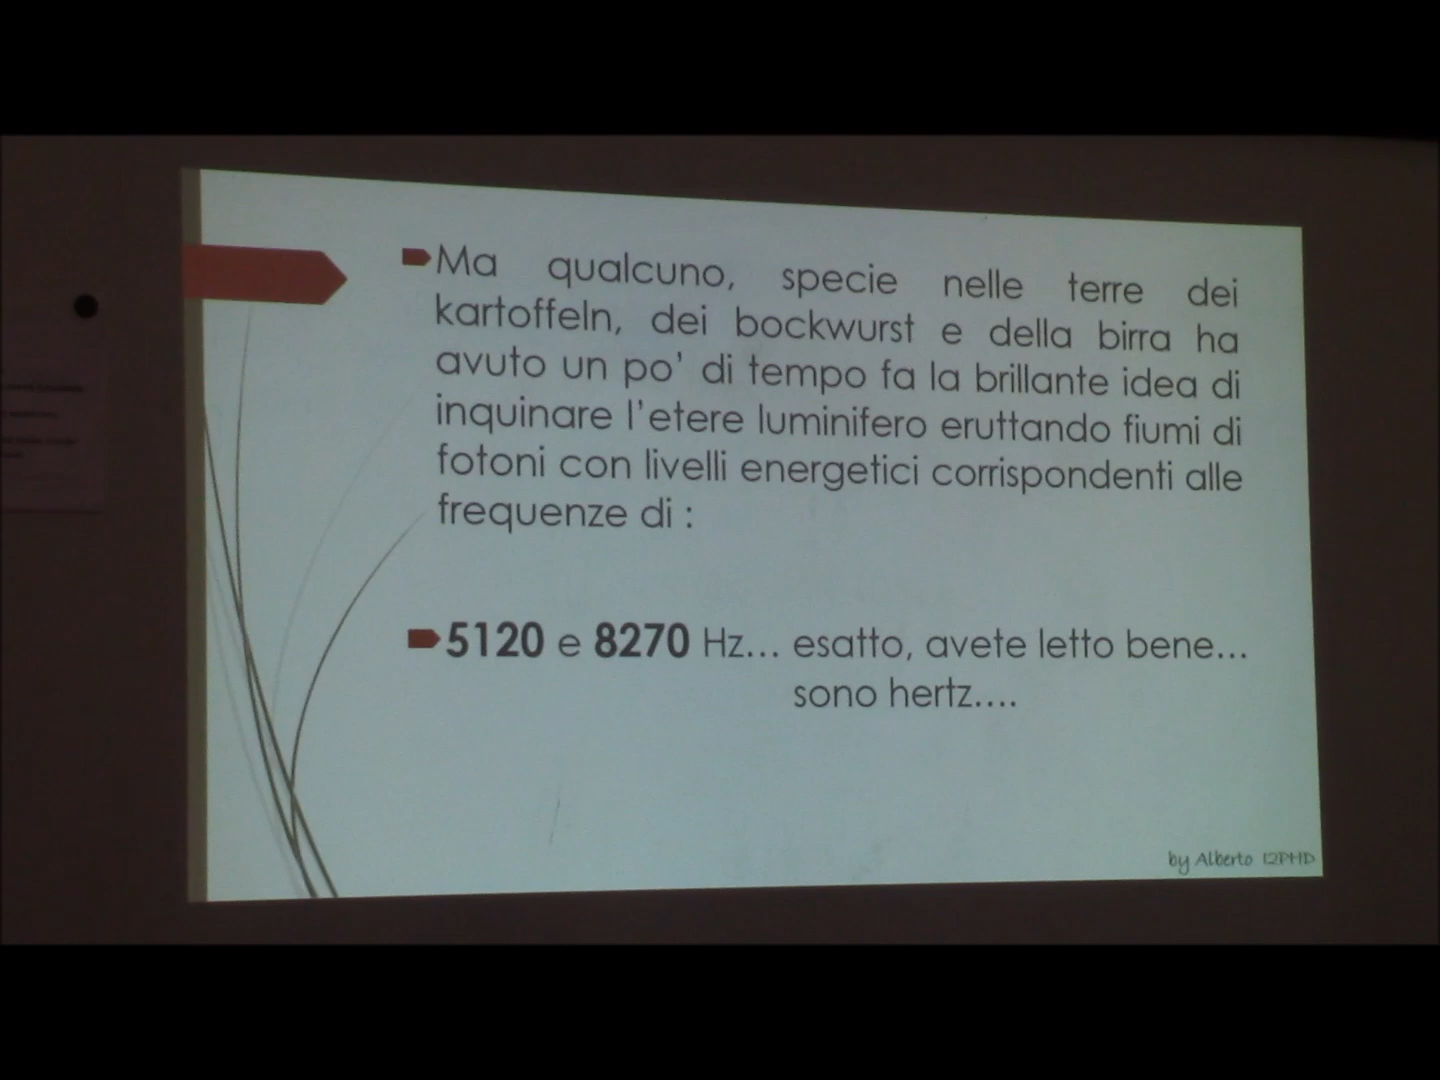 Ma qualcuno, specie nelle terre dei
kartoffeln, dei bockwurst e della birra ha
avuto un po' di tempo fa la brillante idea di
inquinare l'etere luminifero eruttando fiumi di
fotoni con livelli energetici corrispondenti alle
frequenze di :
5120 e 8270 Hz... esatto, avete letto bene...
sono hertz....
by Alberto I2PHD